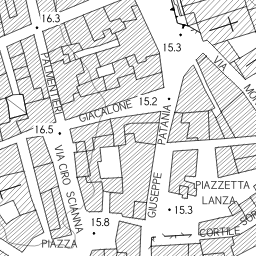 16.3
15.3
VIA
PALMENTIERI
GIACALONE
15.2
16.5
PATANIA
VIA CIRO SCIANNA
GIUSEPPE
PIAZZETTA
LANZA
15.3
15.8
CORTILE
PIAZZA